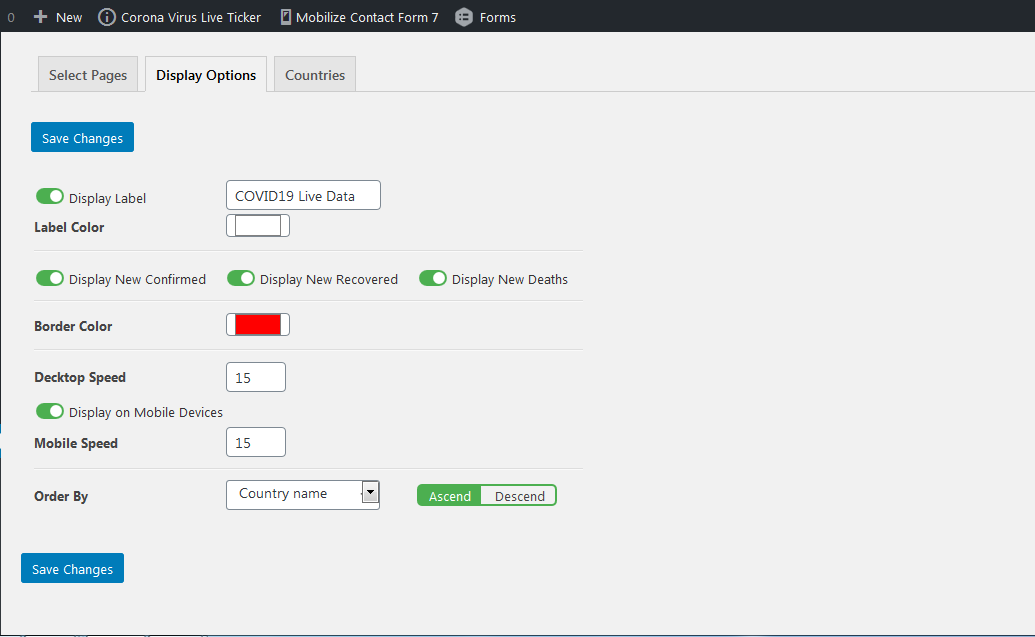 0 New Corona Virus Live Ticker Mobilize Contact Form 7 Forms
Select Pages Display Options Countries
Save Changes
Display Label COVID19 Live Data
Label Color
Display New Confirmed Display New Recovered Display New Deaths
Border Color
Decktop Speed 15
Display on Mobile Devices
Mobile Speed 15
Order By Country name Ascend Descend
Save Changes